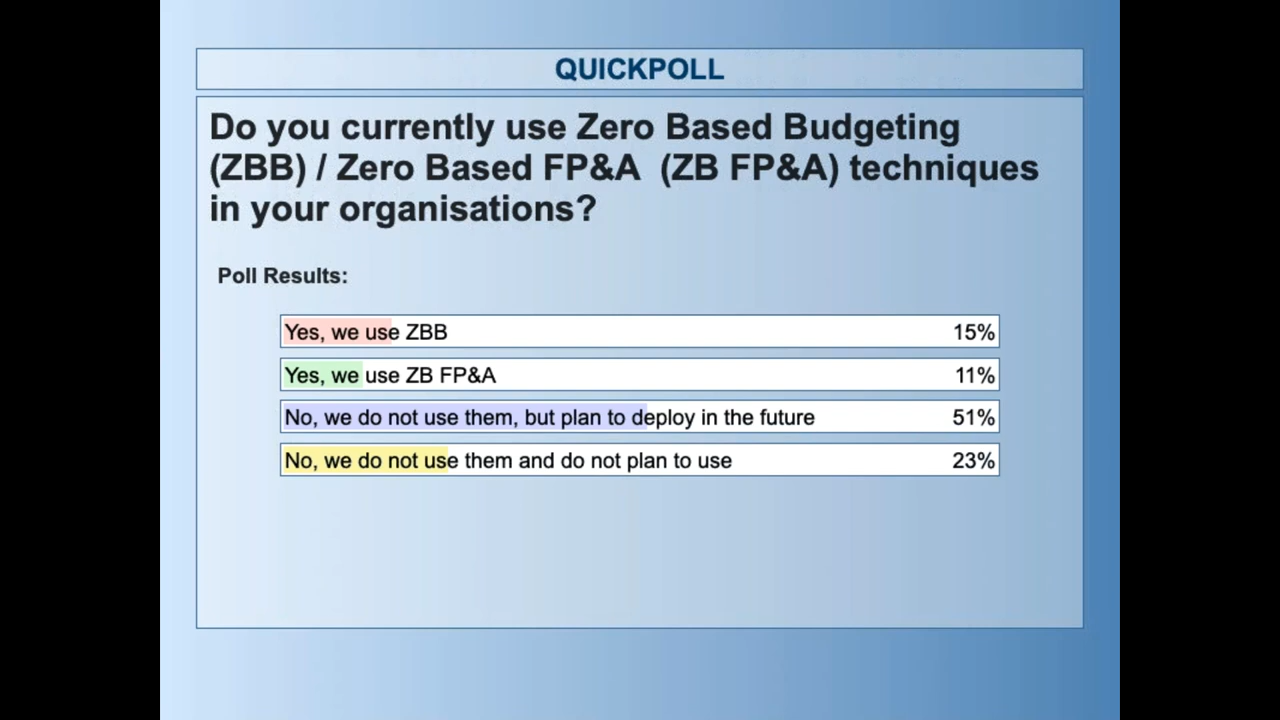 QUICKPOLL
Do you currently use Zero Based Budgeting
(ZBB) / Zero Based FP&A (ZB FP&A) techniques
in your organisations?
Poll Results:
Yes, we use ZBB 15%
Yes, we use ZB FP&A 11%
No, we do not use them, but plan to deploy in the future 51%
No, we do not use them and do not plan to use 23%